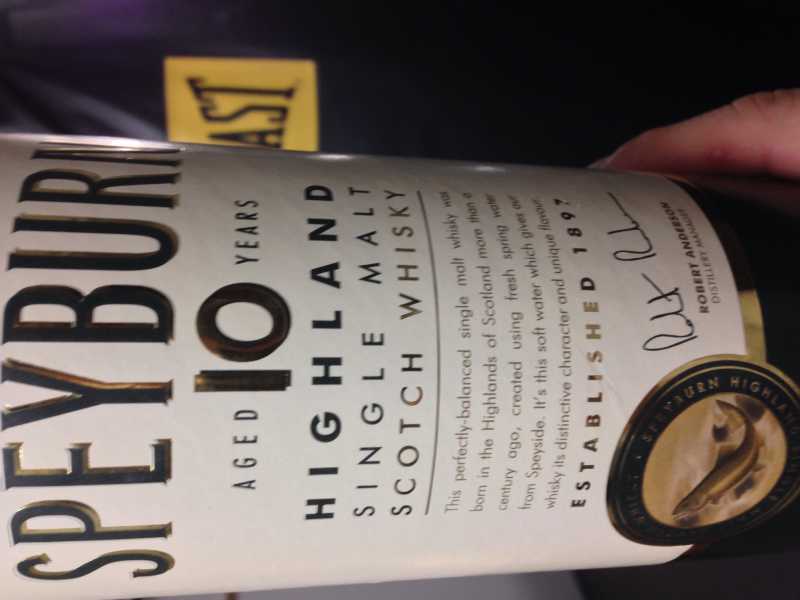 SPEYBURN
AGED 10 YEARS
HIGHLAND
SINGLE MALT
SCOTCH WHISKY
This perfectly-balanced single malt whisky was
born in the Highlands of Scotland more than a
century ago, created using fresh spring water
from Speyside. It's this soft water which gives our
whisky its distinctive character and unique flavour.
ESTABLISHED 1897
ROBERT ANDERSON
DISTILLERY MANAGER
SPEYBURN HIGHLAND
AST